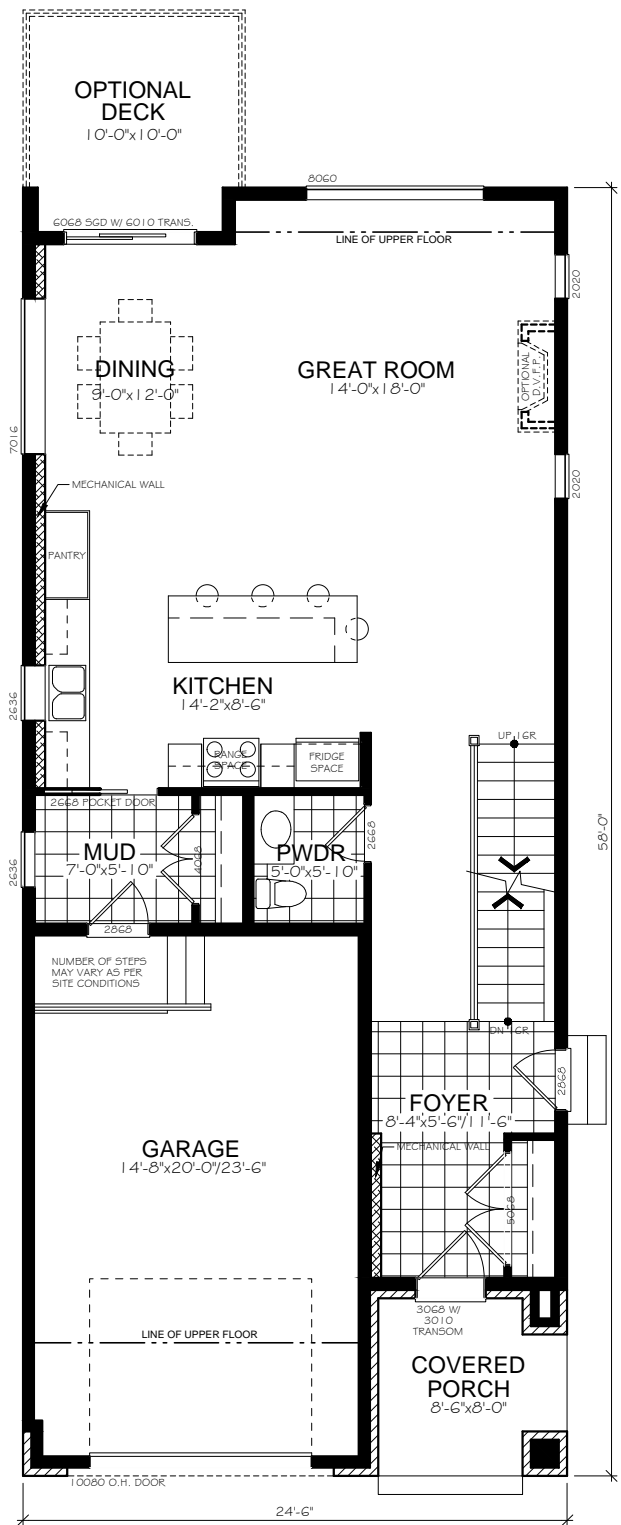 OPTIONAL
DECK
10'-0"x10'-0"
8060
6068 SGD W/ 6010 TRANS.
LINE OF UPPER FLOOR
2020
DINING
9'-0"x12'-0"
GREAT ROOM
14'-0"x18'-0"
OPTIONAL
D.V.F.P.
7016
2020
MECHANICAL WALL
PANTRY
KITCHEN
14'-2"x8'-6"
2636
UP 16R
RANGE
SPACE
FRIDGE
SPACE
2668 POCKET DOOR
58'-0"
2636
MUD
7'-0"x5'-10"
4068
PWDR
5'-0"x5'-10"
2668
2868
NUMBER OF STEPS
MAY VARY AS PER
SITE CONDITIONS
DN 16R
2868
FOYER
8'-4"x5'-6"/11'-6"
MECHANICAL WALL
GARAGE
14'-8"x20'-0"/23'-6"
5068
3068 W/
3010
TRANSOM
LINE OF UPPER FLOOR
COVERED
PORCH
8'-6"x8'-0"
10080 O.H. DOOR
24'-6"